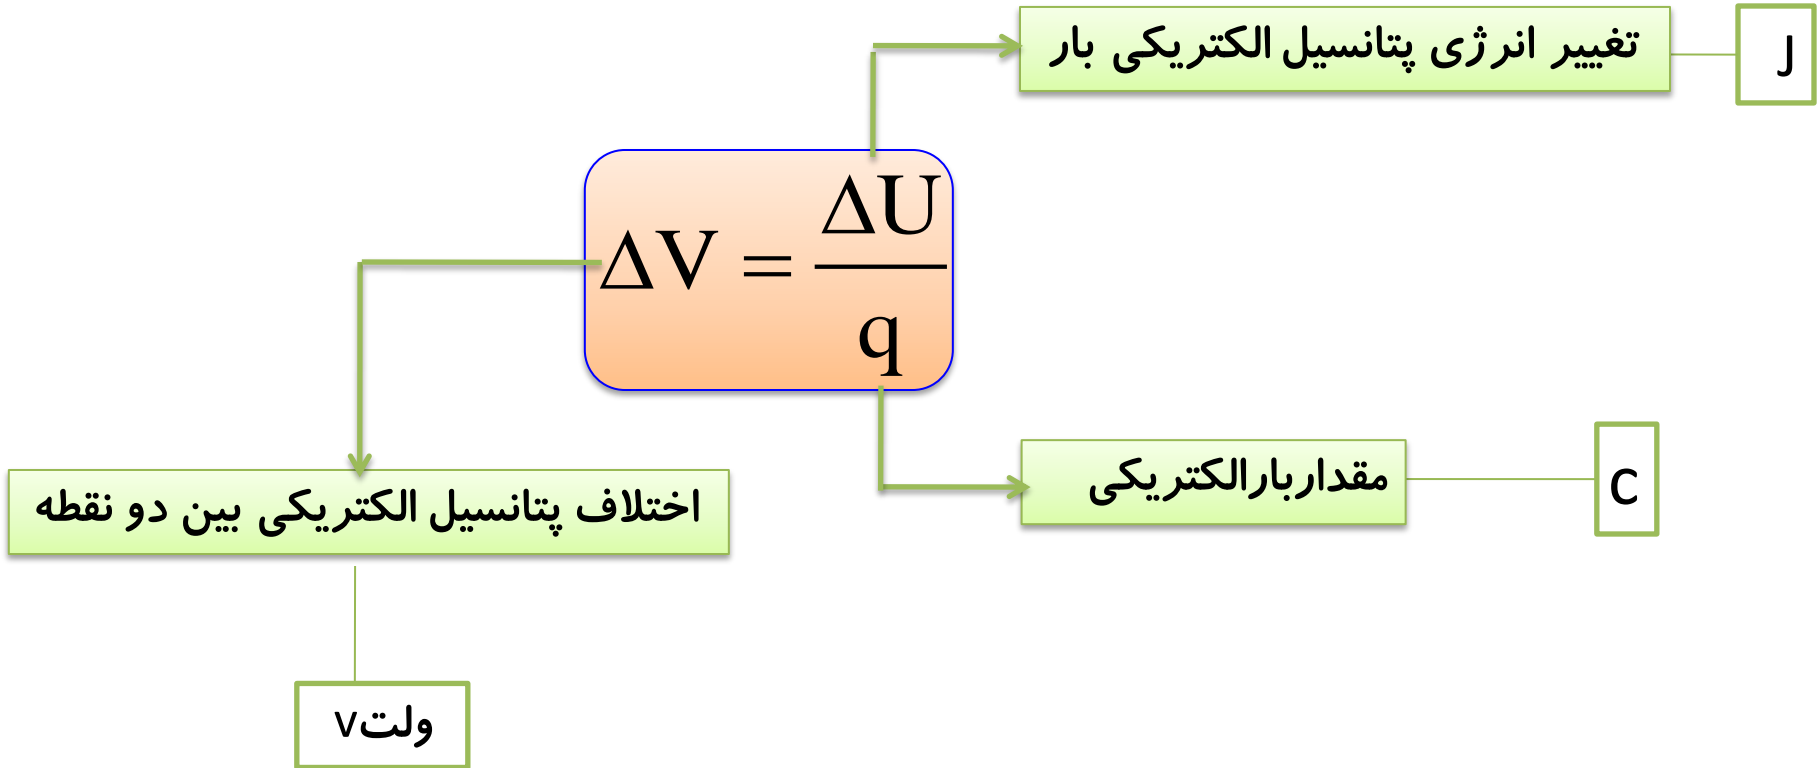 تغییر انرژی پتانسیل الکتریکی بار
J
ΔV = ΔU / q
مقداربارالکتریکی
C
اختلاف پتانسیل الکتریکی بین دو نقطه
ولتv